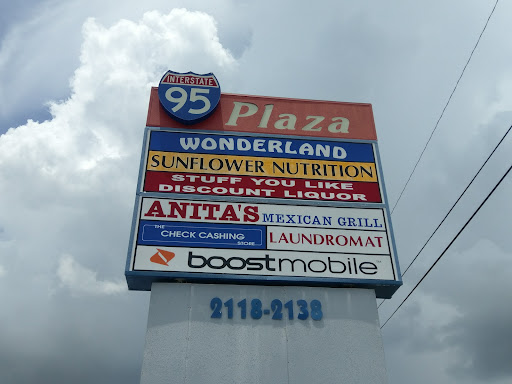 INTERSTATE
95
Plaza
WONDERLAND
SUNFLOWER NUTRITION
STUFF YOU LIKE
DISCOUNT LIQUOR
ANITA'S MEXICAN GRILL
THE
CHECK CASHING
STORE
LAUNDROMAT
boostmobile
2118-2138